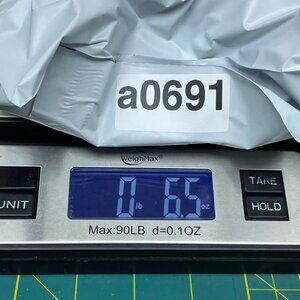 a0691
WeighMax®
0 lb 6.5 oz
UNIT
TARE
HOLD
Max:90LB d=0.1OZ